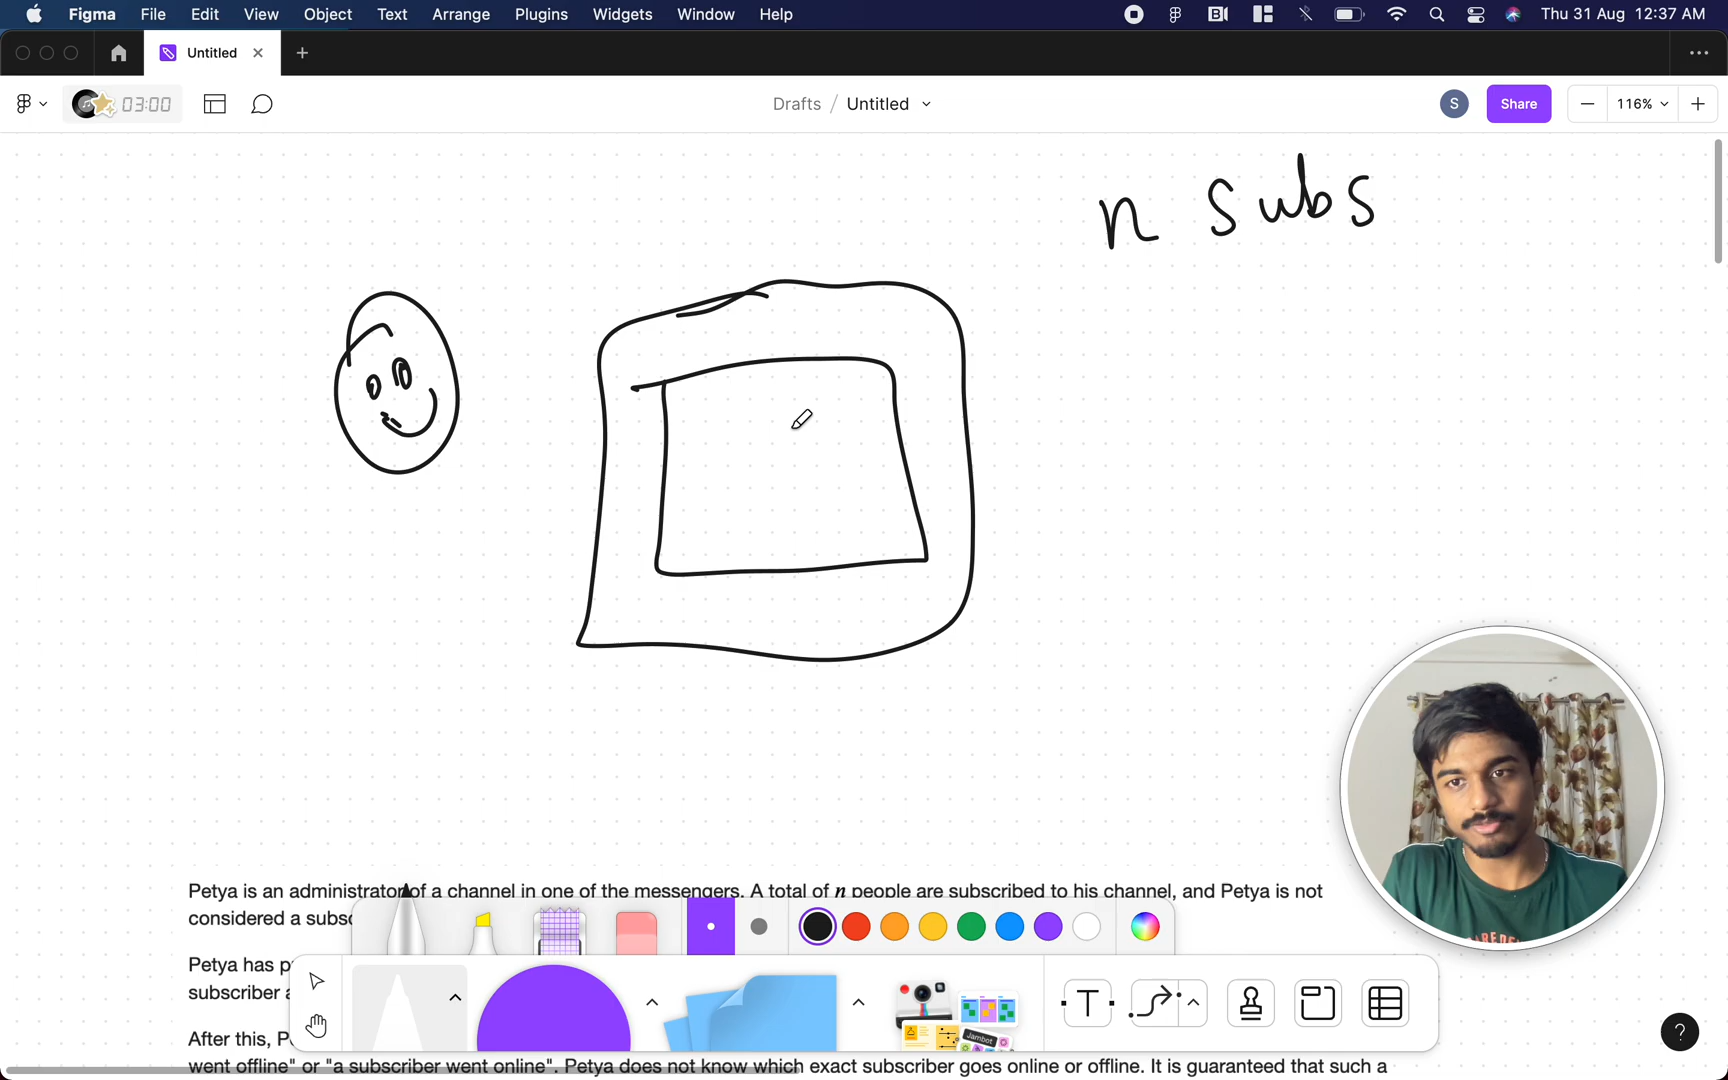 Figma File Edit View Object Text Arrange Plugins Widgets Window Help Thu 31 Aug 12:37 AM
Untitled
03:00 Drafts / Untitled S Share 116%
n subs
Petya is an administrator of a channel in one of the messengers. A total of n people are subscribed to his channel, and Petya is not
considered a subsc
Petya has p
subscriber a
After this, P
went offline" or "a subscriber went online". Petya does not know which exact subscriber goes online or offline. It is guaranteed that such a
T
Jambot
?